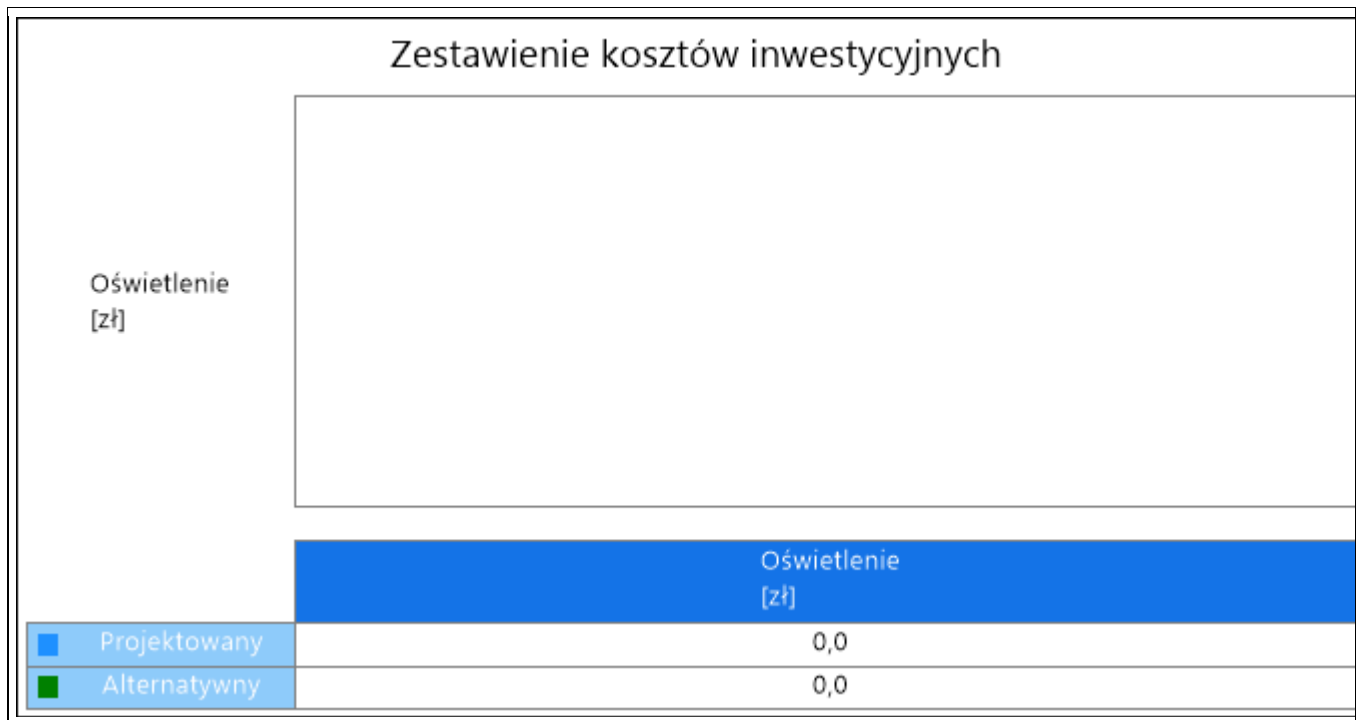 Zestawienie kosztów inwestycyjnych
Oświetlenie
[zł]
Oświetlenie
[zł]
Projektowany 0,0
Alternatywny 0,0